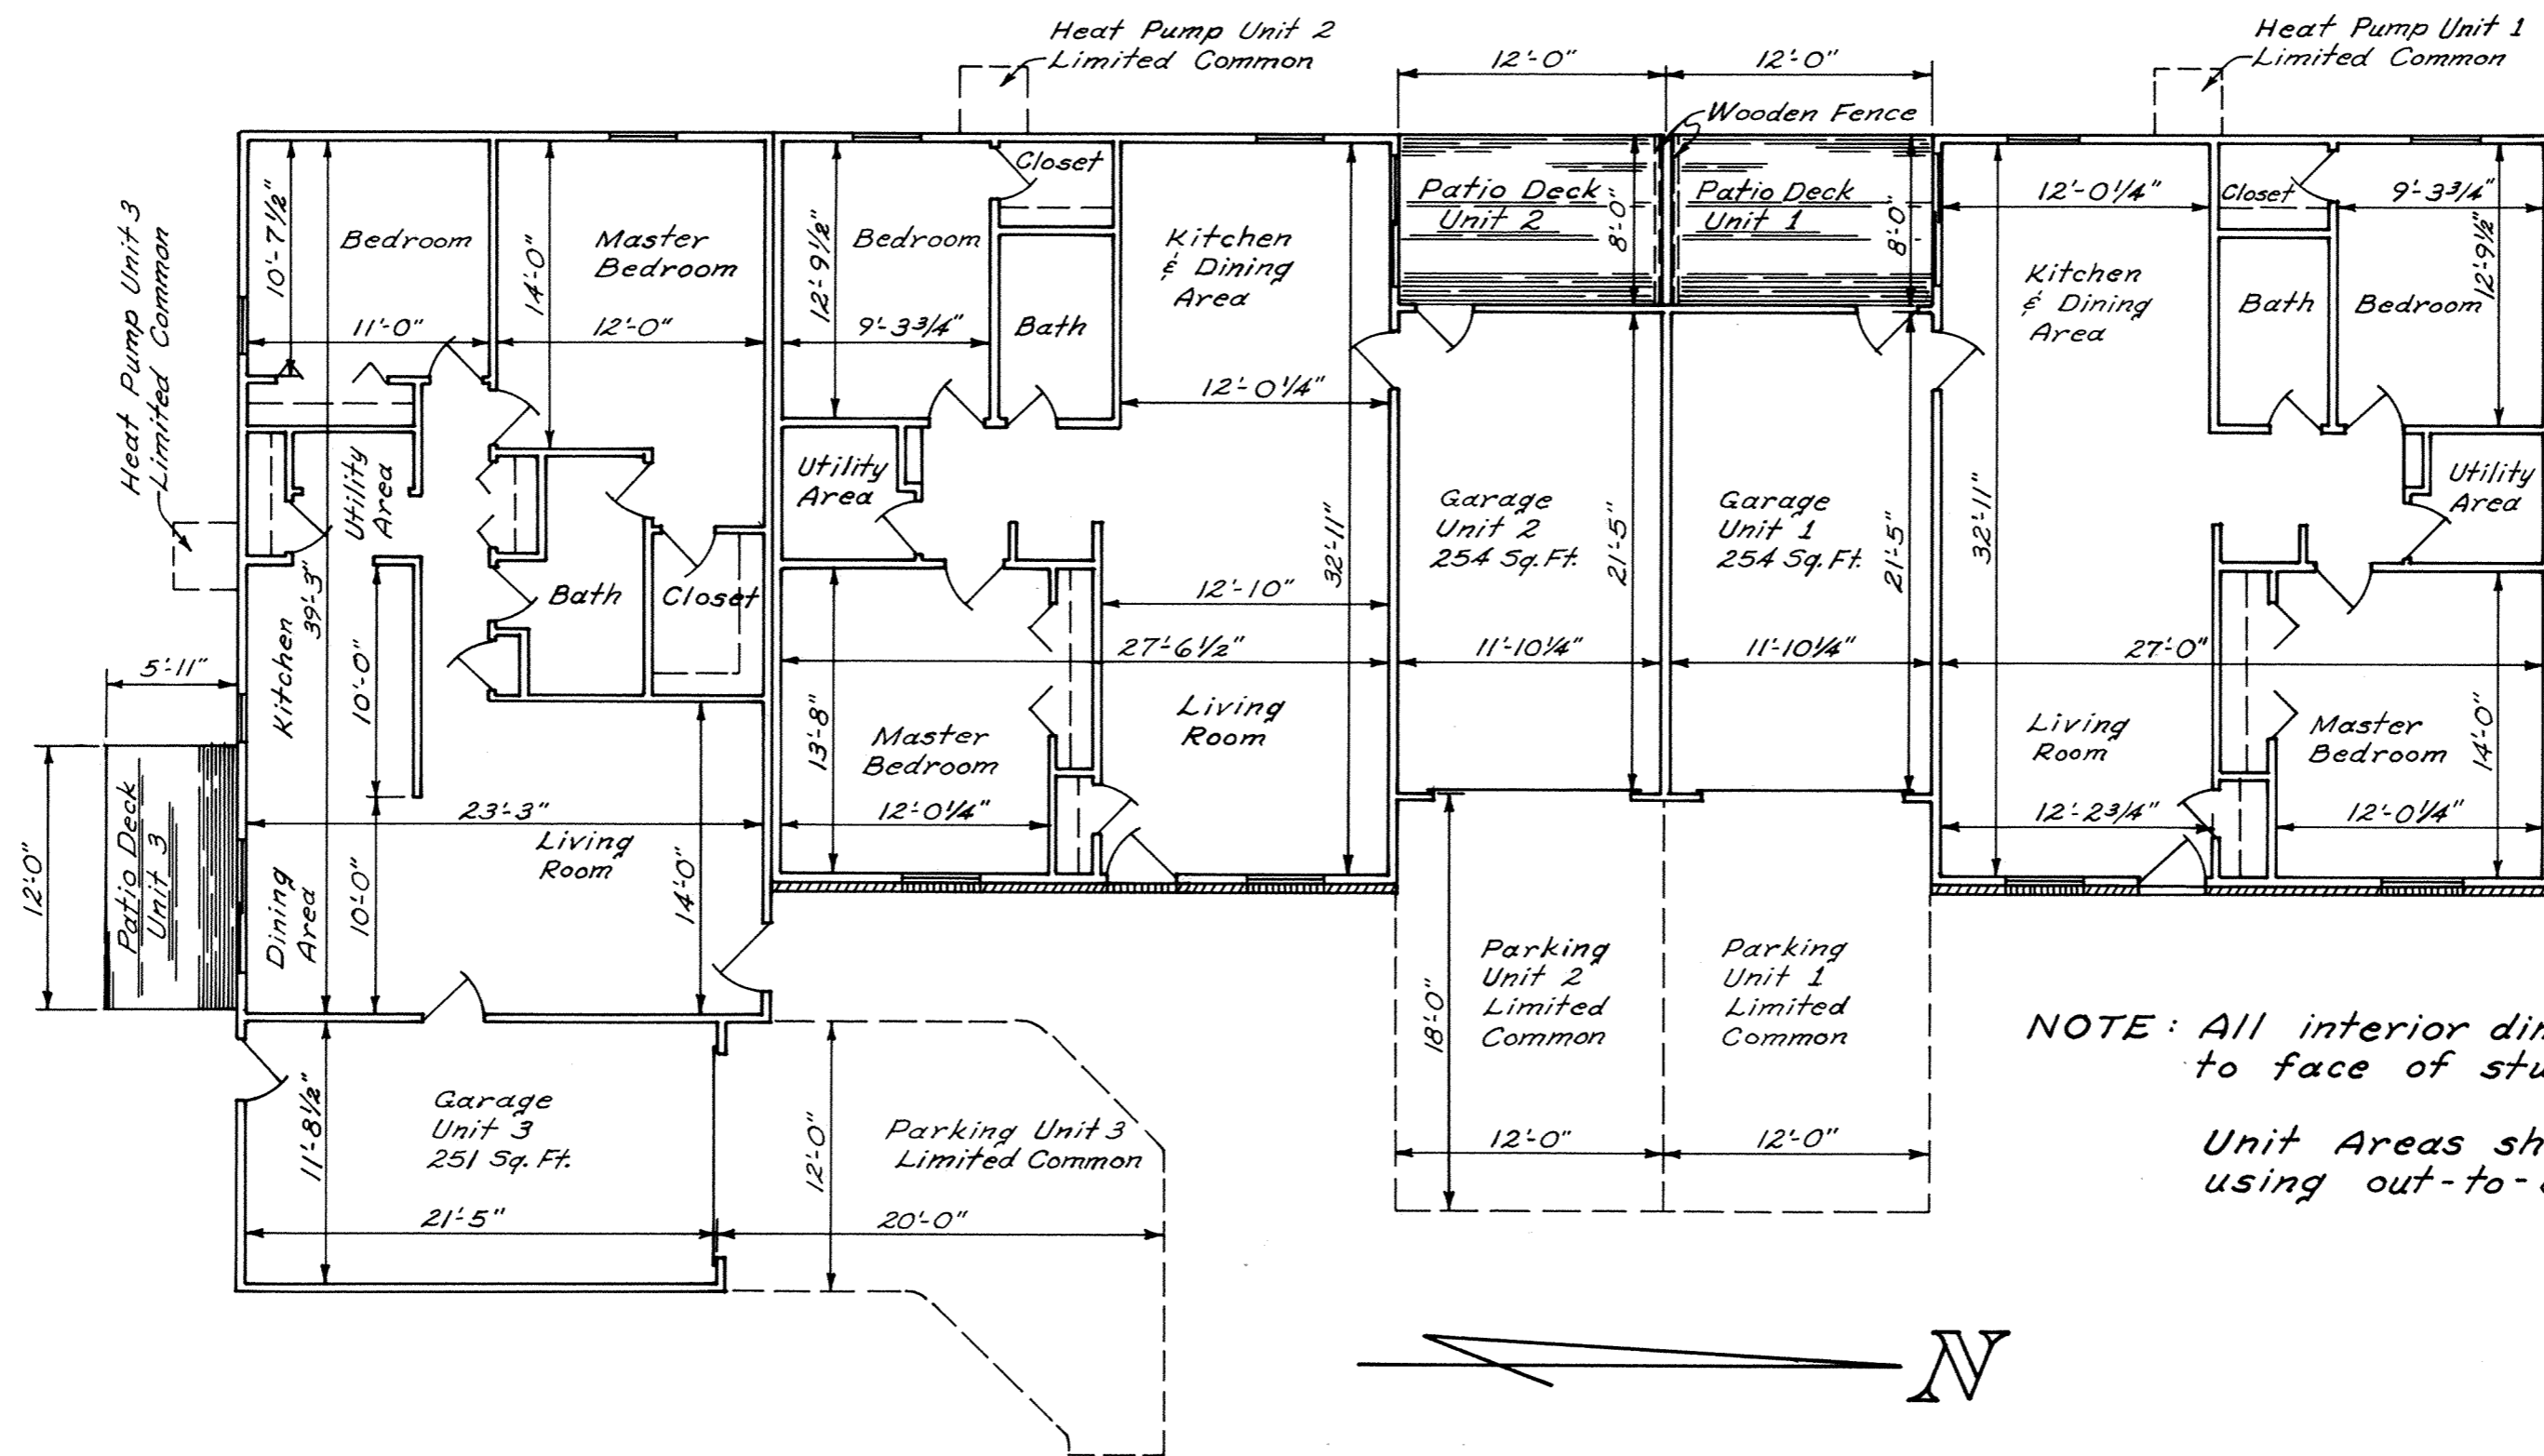 Heat Pump Unit 2
Limited Common
Heat Pump Unit 1
Limited Common
12'-0"
12'-0"
Wooden Fence
Heat Pump Unit 3
Limited Common
10'-7 1/2"
Bedroom
11'-0"
14'-0"
Master
Bedroom
12'-0"
12'-9 1/2"
Bedroom
9'-3 3/4"
Closet
Bath
Kitchen
& Dining
Area
12'-0 1/4"
Patio Deck
Unit 2
8'-0"
Patio Deck
Unit 1
8'-0"
12'-0 1/4"
Kitchen
& Dining
Area
Closet
Bath
9'-3 3/4"
12'-9 1/2"
Bedroom
Utility
Area
39'-3"
Utility
Area
32'-11"
Garage
Unit 2
254 Sq. Ft.
21'-5"
Garage
Unit 1
254 Sq. Ft.
21'-5"
32'-11"
Utility
Area
Kitchen
10'-0"
Bath
Closet
12'-10"
27'-6 1/2"
11'-10 1/4"
11'-10 1/4"
27'-0"
5'-11"
12'-0"
Patio Deck
Unit 3
23'-3"
Living
Room
14'-0"
13'-8"
Master
Bedroom
12'-0 1/4"
Living
Room
Living
Room
12'-2 3/4"
Master
Bedroom
14'-0"
12'-0 1/4"
Dining
Area
10'-0"
18'-0"
Parking
Unit 2
Limited
Common
Parking
Unit 1
Limited
Common
12'-0"
12'-0"
11'-8 1/2"
Garage
Unit 3
251 Sq. Ft.
21'-5"
12'-0"
Parking Unit 3
Limited Common
20'-0"
NOTE: All interior
to face of
Unit Areas
using out-to-
N